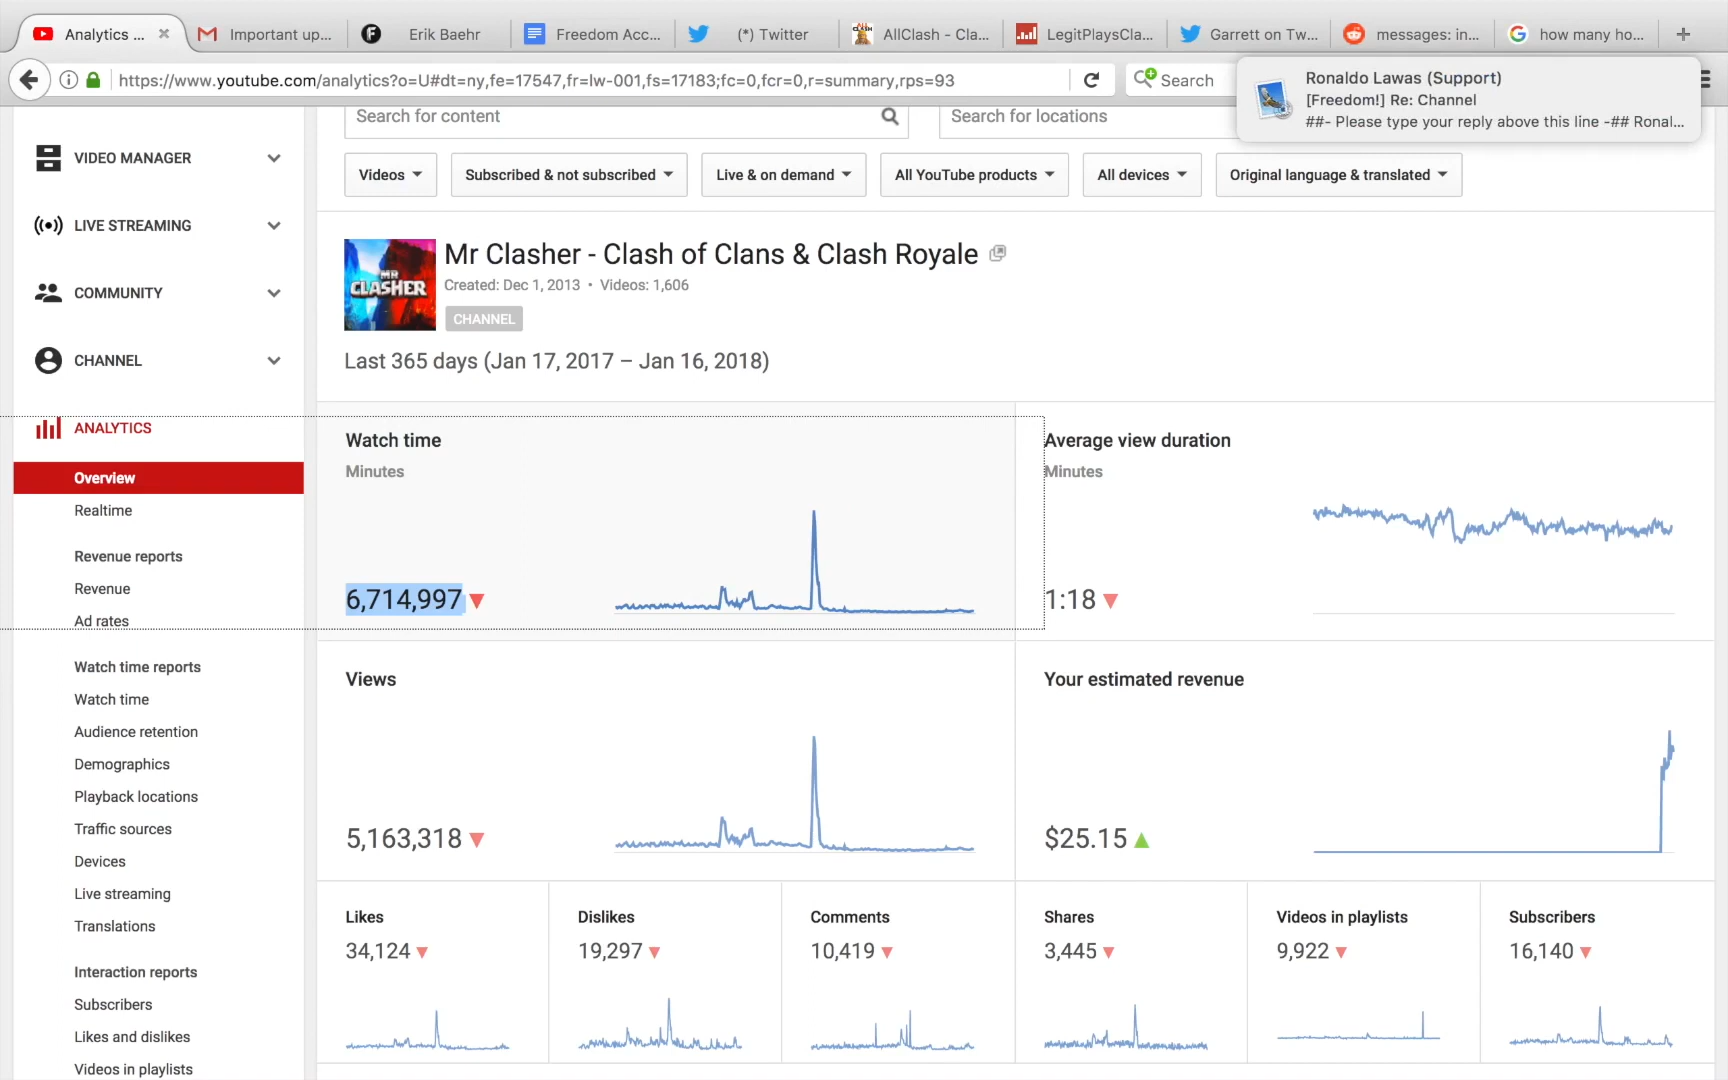 Analytics ...
Important up...
Erik Baehr
Freedom Acc...
(*) Twitter
AllClash - Cla...
LegitPlaysCla...
Garrett on Tw...
messages: in...
how many ho...
https://www.youtube.com/analytics?o=U#dt=ny,fe=17547,fr=lw-001,fs=17183;fc=0,fcr=0,r=summary,rps=93
Search
Ronaldo Lawas (Support)
[Freedom!] Re: Channel
##- Please type your reply above this line -## Ronal...
Search for content
Search for locations
Videos
Subscribed & not subscribed
Live & on demand
All YouTube products
All devices
Original language & translated
VIDEO MANAGER
LIVE STREAMING
COMMUNITY
CHANNEL
ANALYTICS
Overview
Realtime
Revenue reports
Revenue
Ad rates
Watch time reports
Watch time
Audience retention
Demographics
Playback locations
Traffic sources
Devices
Live streaming
Translations
Interaction reports
Subscribers
Likes and dislikes
Videos in playlists
MR
CLASHER
Mr Clasher - Clash of Clans & Clash Royale
Created: Dec 1, 2013 • Videos: 1,606
CHANNEL
Last 365 days (Jan 17, 2017 – Jan 16, 2018)
Watch time
Minutes
6,714,997
Average view duration
Minutes
1:18
Views
5,163,318
Your estimated revenue
$25.15
Likes
34,124
Dislikes
19,297
Comments
10,419
Shares
3,445
Videos in playlists
9,922
Subscribers
16,140